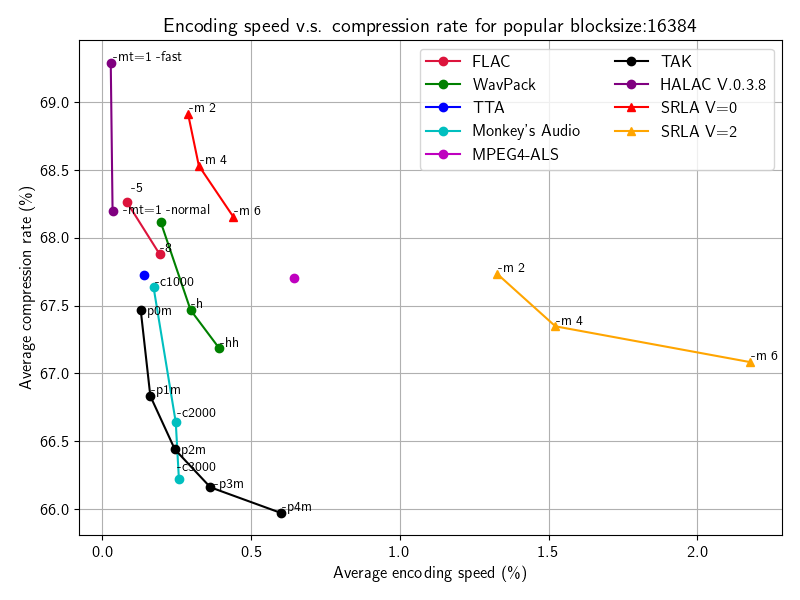 Encoding speed v.s. compression rate for popular blocksize:16384
-mt=1 -fast
FLAC
WavPack
TTA
Monkey's Audio
MPEG4-ALS
TAK
HALAC V.0.3.8
SRLA V=0
SRLA V=2
69.0
68.5
68.0
67.5
67.0
66.5
66.0
Average compression rate (%)
-m 2
-m 4
-m 6
-5
-mt=1 -normal
-8
-c1000
-p0m
-h
-hh
-m 2
-m 4
-m 6
-p1m
-c2000
-p2m
-c3000
-p3m
-p4m
0.0 0.5 1.0 1.5 2.0
Average encoding speed (%)